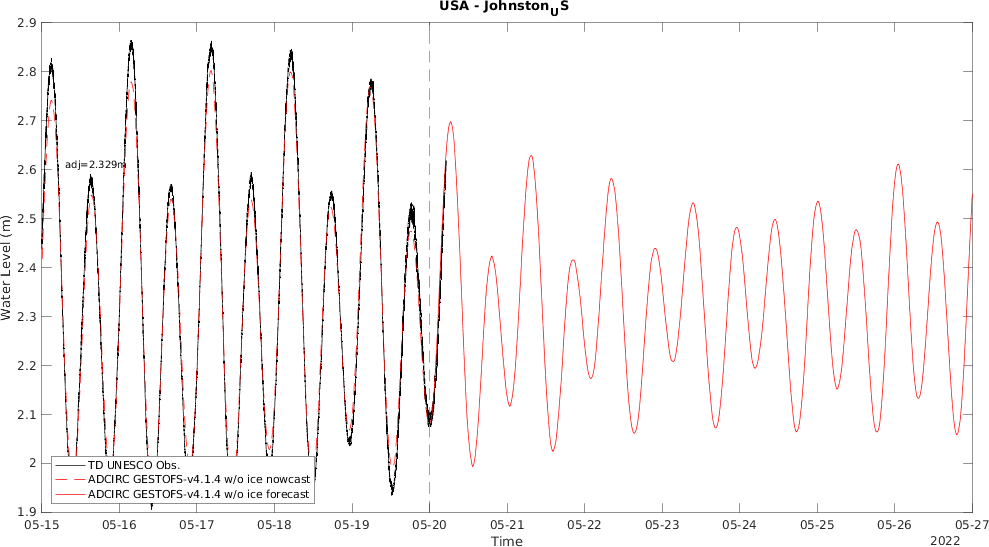 USA - Johnston_US
2.9
2.8
2.7
2.6
2.5
2.4
2.3
2.2
2.1
2
1.9
Water Level (m)
adj=2.329m
TD UNESCO Obs.
ADCIRC GESTOFS-v4.1.4 w/o ice nowcast
ADCIRC GESTOFS-v4.1.4 w/o ice forecast
05-15 05-16 05-17 05-18 05-19 05-20 05-21 05-22 05-23 05-24 05-25 05-26 05-27
Time
2022